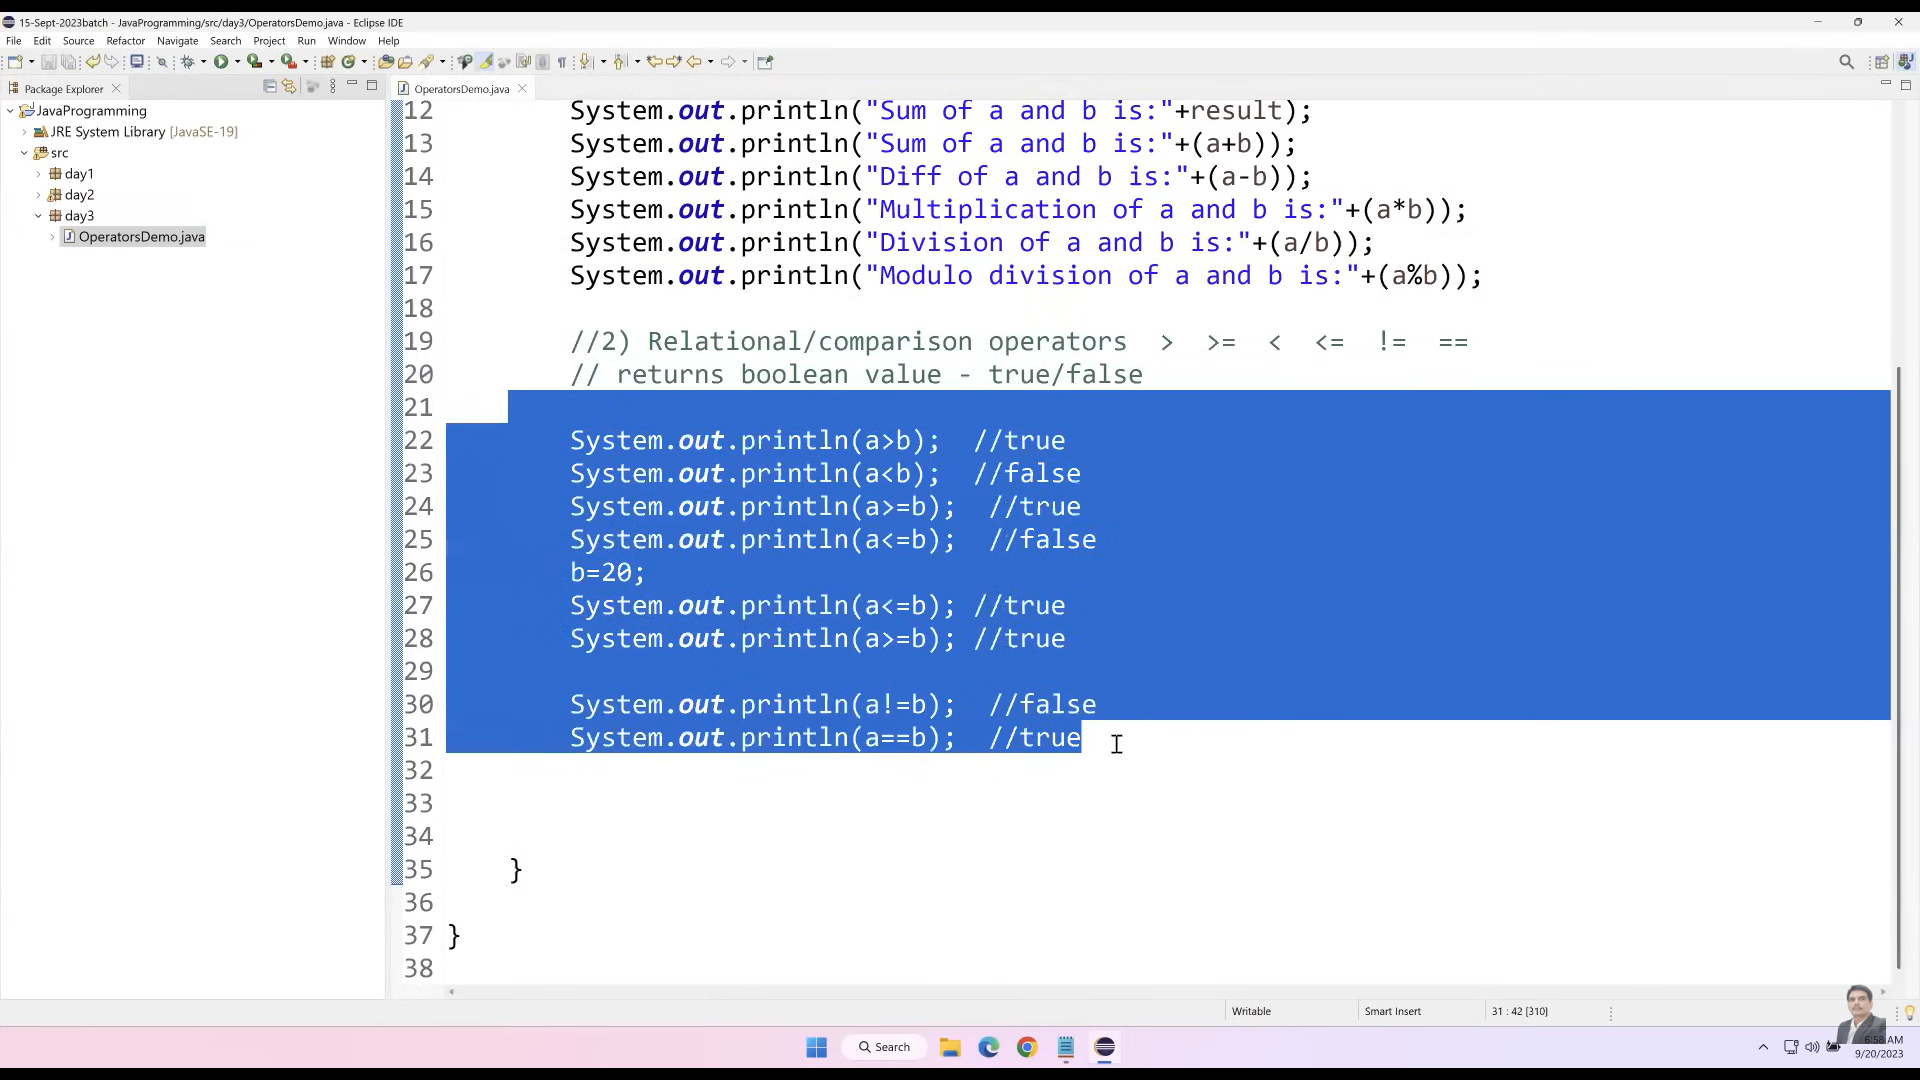 15-Sept-2023batch - JavaProgramming/src/day3/OperatorsDemo.java - Eclipse IDE
File Edit Source Refactor Navigate Search Project Run Window Help
Package Explorer
OperatorsDemo.java
JavaProgramming
JRE System Library [JavaSE-19]
src
day1
day2
day3
OperatorsDemo.java
12 System.out.println("Sum of a and b is:"+result);
13 System.out.println("Sum of a and b is:"+(a+b));
14 System.out.println("Diff of a and b is:"+(a-b));
15 System.out.println("Multiplication of a and b is:"+(a*b));
16 System.out.println("Division of a and b is:"+(a/b));
17 System.out.println("Modulo division of a and b is:"+(a%b));
18
19 //2) Relational/comparison operators > >= < <= != ==
20 // returns boolean value - true/false
21
22 System.out.println(a>b); //true
23 System.out.println(a<b); //false
24 System.out.println(a>=b); //true
25 System.out.println(a<=b); //false
26 b=20;
27 System.out.println(a<=b); //true
28 System.out.println(a>=b); //true
29
30 System.out.println(a!=b); //false
31 System.out.println(a==b); //true
32
33
34
35 }
36
37 }
38
Writable Smart Insert 31 : 42 [310]
Search
6:58 AM
9/20/2023